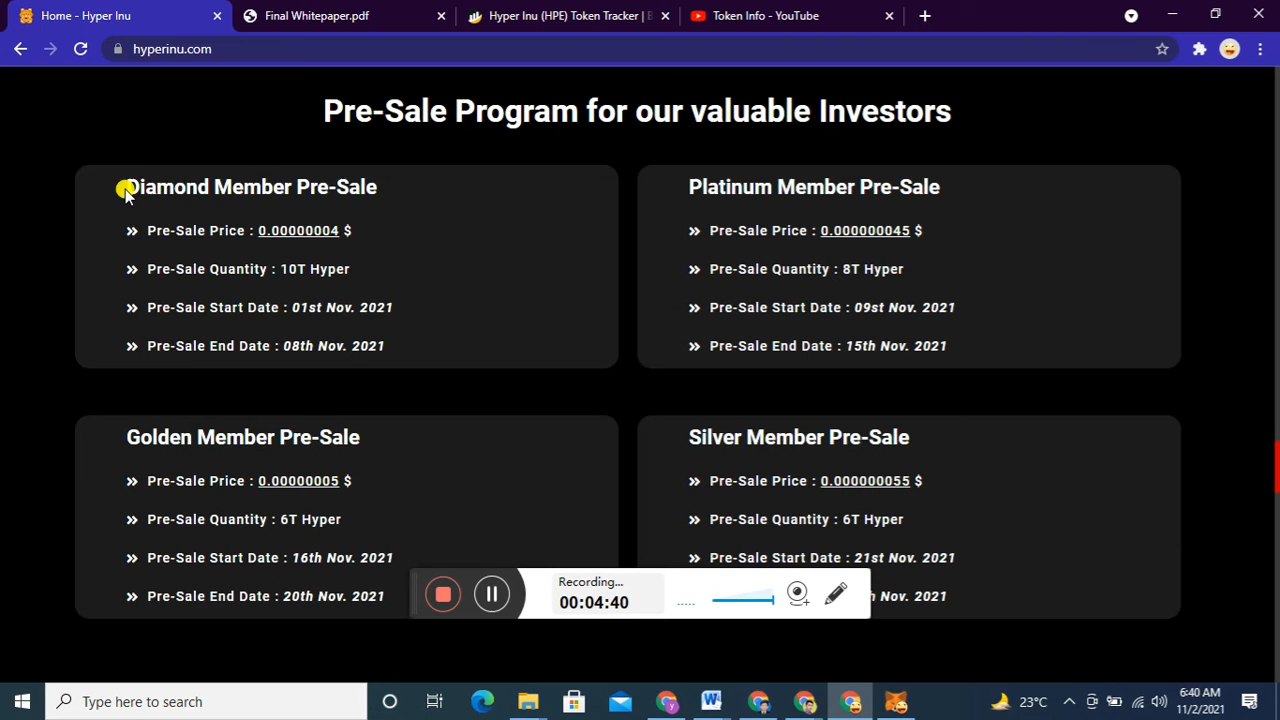 Home - Hyper Inu
Final Whitepaper.pdf
Hyper Inu (HPE) Token Tracker |
Token Info - YouTube
hyperinu.com
Pre-Sale Program for our valuable Investors
Diamond Member Pre-Sale
Pre-Sale Price : 0.00000004 $
Pre-Sale Quantity : 10T Hyper
Pre-Sale Start Date : 01st Nov. 2021
Pre-Sale End Date : 08th Nov. 2021
Platinum Member Pre-Sale
Pre-Sale Price : 0.000000045 $
Pre-Sale Quantity : 8T Hyper
Pre-Sale Start Date : 09st Nov. 2021
Pre-Sale End Date : 15th Nov. 2021
Golden Member Pre-Sale
Pre-Sale Price : 0.00000005 $
Pre-Sale Quantity : 6T Hyper
Pre-Sale Start Date : 16th Nov. 2021
Pre-Sale End Date : 20th Nov. 2021
Silver Member Pre-Sale
Pre-Sale Price : 0.000000055 $
Pre-Sale Quantity : 6T Hyper
Pre-Sale Start Date : 21st Nov. 2021
Nov. 2021
Recording...
00:04:40
Type here to search
23°C
6:40 AM
11/2/2021